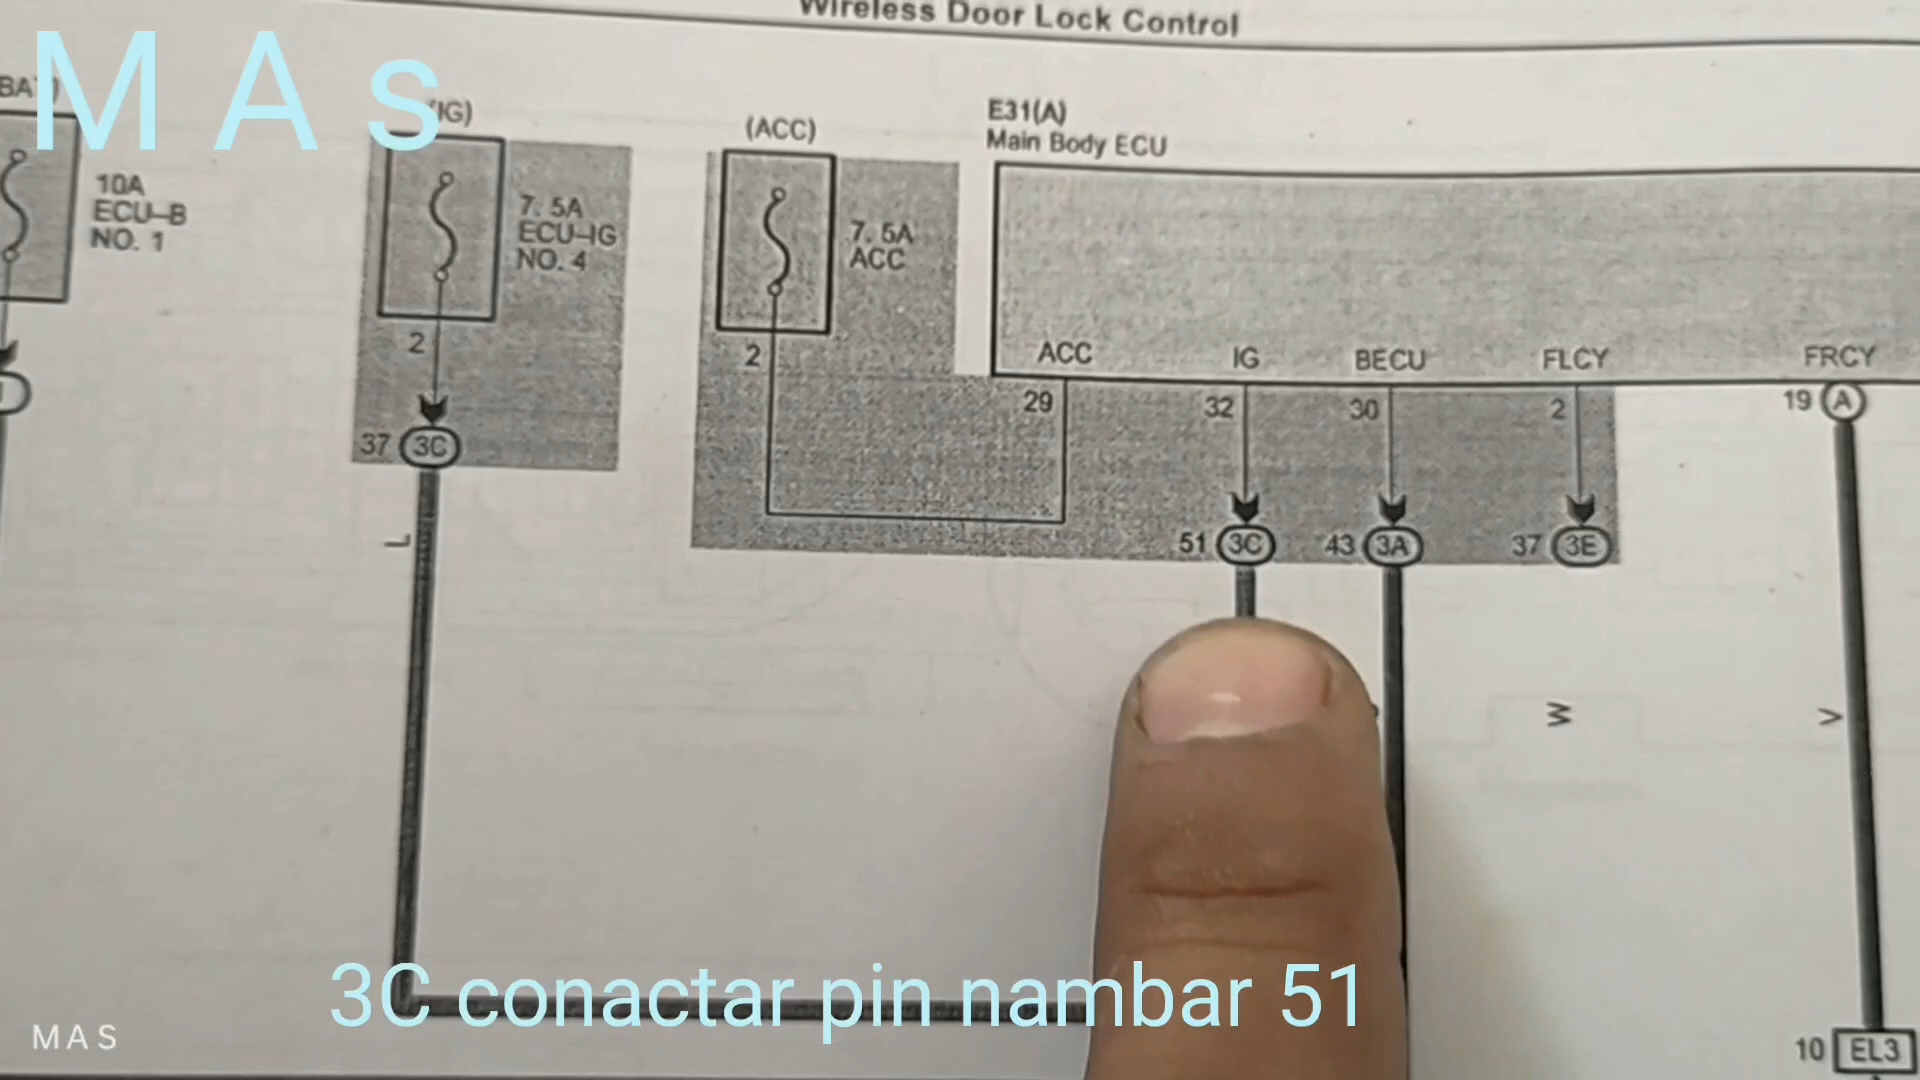 Wireless Door Lock Control
M A s
(IG)
(ACC)
E31(A)
Main Body ECU
10A
ECU-B
NO. 1
7. 5A
ECU-IG
NO. 4
7. 5A
ACC
ACC IG BECU FLCY FRCY
2 2 29 32 30 2 19 A
37 3C
51 3C 43 3A 37 3E
L
W V
3C conactar pin nambar 51
MAS
10 EL3